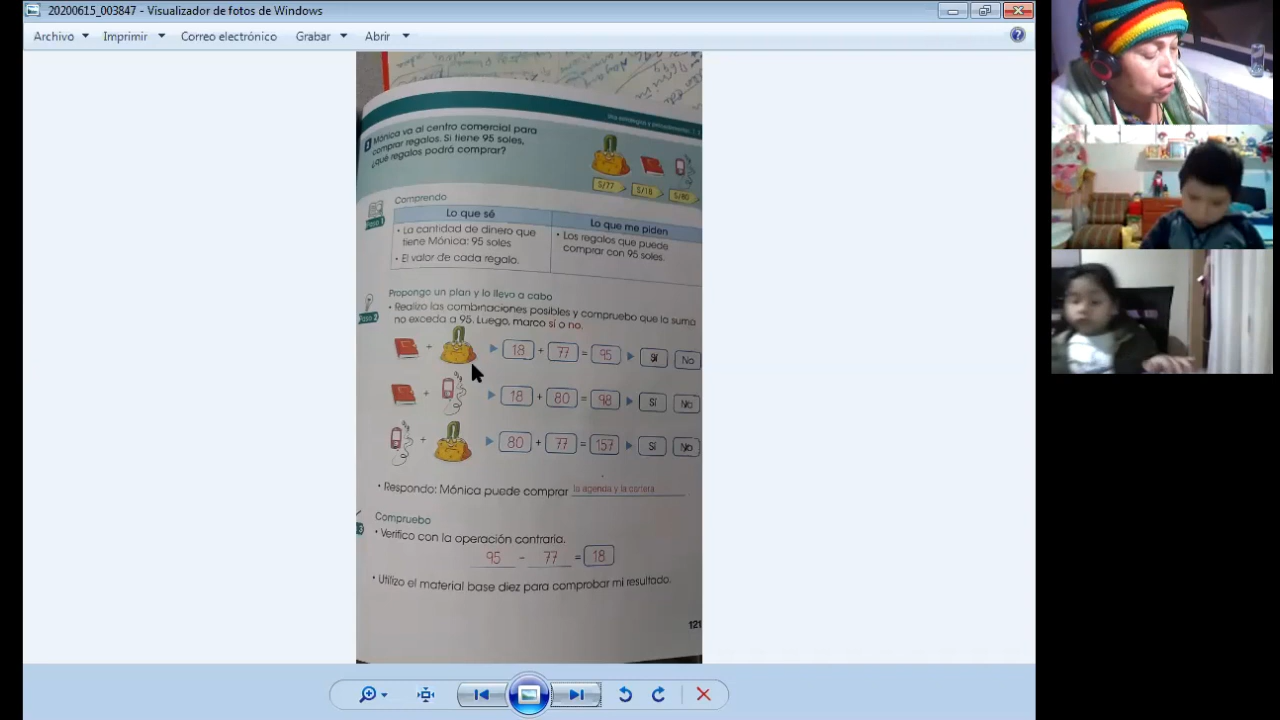 20200615_003847 - Visualizador de fotos de Windows
Archivo Imprimir Correo electrónico Grabar Abrir
Mónica va al centro comercial para
comprar regalos. Si tiene 95 soles,
¿qué regalos podrá comprar?
S/77 S/18 S/80
Comprendo
Paso 1
Lo que sé
Lo que me piden
• La cantidad de dinero que
tiene Mónica: 95 soles
• El valor de cada regalo.
• Los regalos que puede
comprar con 95 soles.
Propongo un plan y lo llevo a cabo
Paso 2
• Realizo las combinaciones posibles y compruebo que la suma
no exceda a 95. Luego, marco sí o no.
+ 18 + 77 = 95 Sí No
+ 18 + 80 = 98 Sí No
+ 80 + 77 = 157 Sí No
• Respondo: Mónica puede comprar la agenda y la cartera
3
Compruebo
• Verifico con la operación contraria.
95 - 77 = 18
• Utilizo el material base diez para comprobar mi resultado.
121